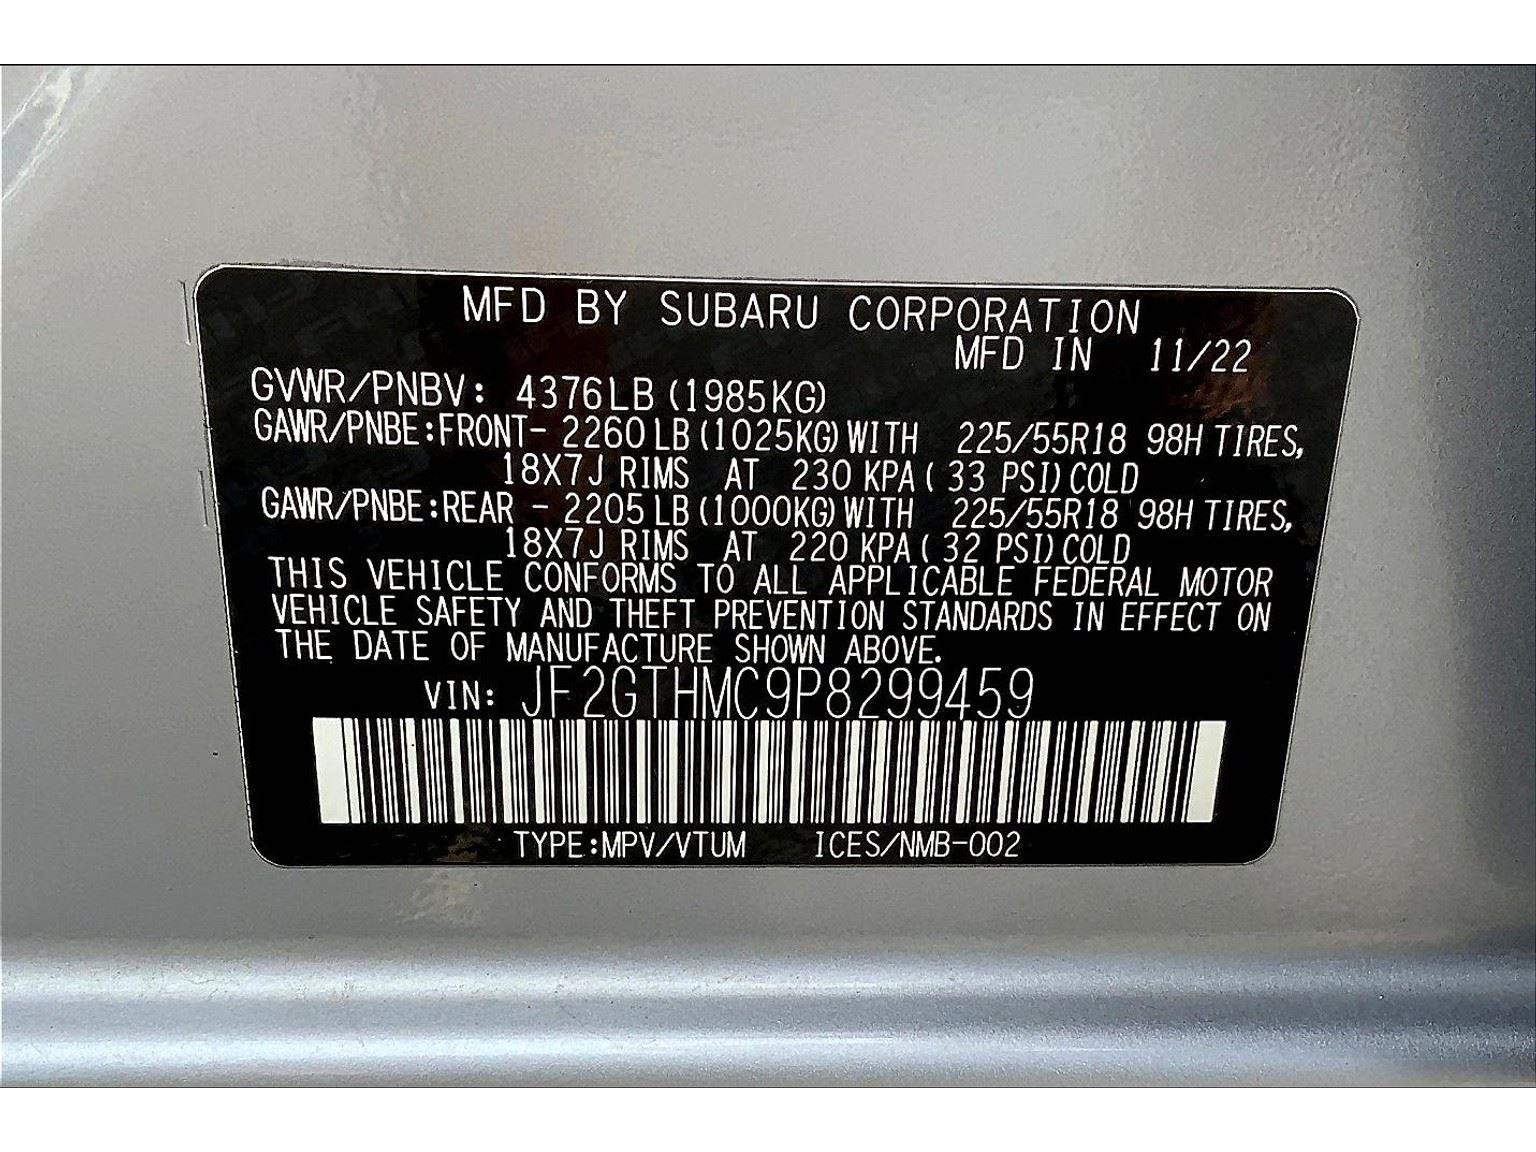 MFD BY SUBARU CORPORATION
MFD IN 11/22
GVWR/PNBV: 4376LB (1985KG)
GAWR/PNBE:FRONT- 2260LB (1025KG) WITH 225/55R18 98H TIRES,
18X7J RIMS AT 230 KPA ( 33 PSI) COLD
GAWR/PNBE:REAR - 2205LB (1000KG) WITH 225/55R18 98H TIRES,
18X7J RIMS AT 220 KPA ( 32 PSI) COLD
THIS VEHICLE CONFORMS TO ALL APPLICABLE FEDERAL MOTOR
VEHICLE SAFETY AND THEFT PREVENTION STANDARDS IN EFFECT ON
THE DATE OF MANUFACTURE SHOWN ABOVE.
VIN: JF2GTHMC9P8299459
TYPE:MPV/VTUM ICES/NMB-002